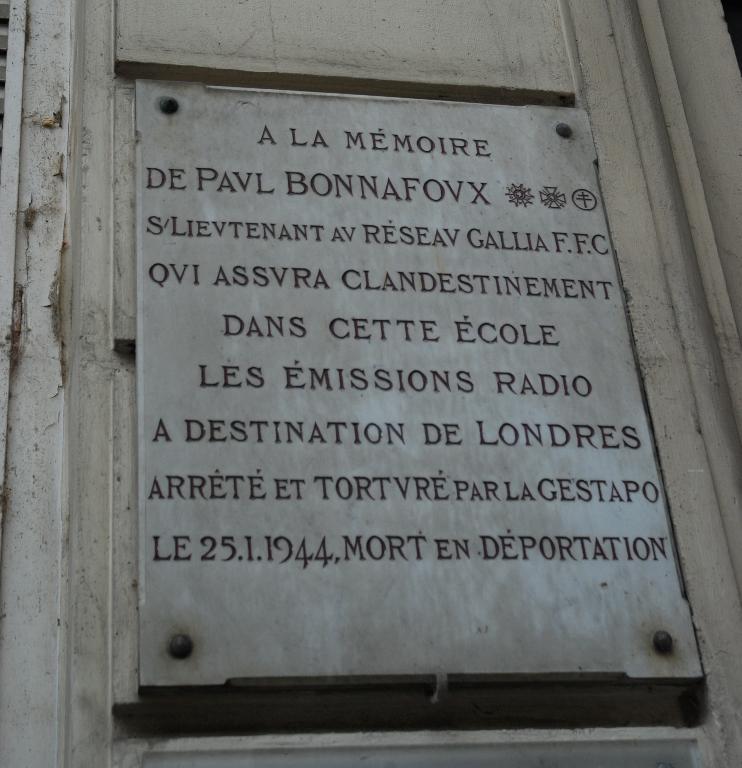 A LA MÉMOIRE
DE PAVL BONNAFOVX
S/LIEVTENANT AV RÉSEAV GALLIA F.F.C
QVI ASSVRA CLANDESTINEMENT
DANS CETTE ÉCOLE
LES ÉMISSIONS RADIO
A DESTINATION DE LONDRES
ARRÊTÉ ET TORTVRÉ PAR LA GESTAPO
LE 25.1.1944, MORT EN DÉPORTATION